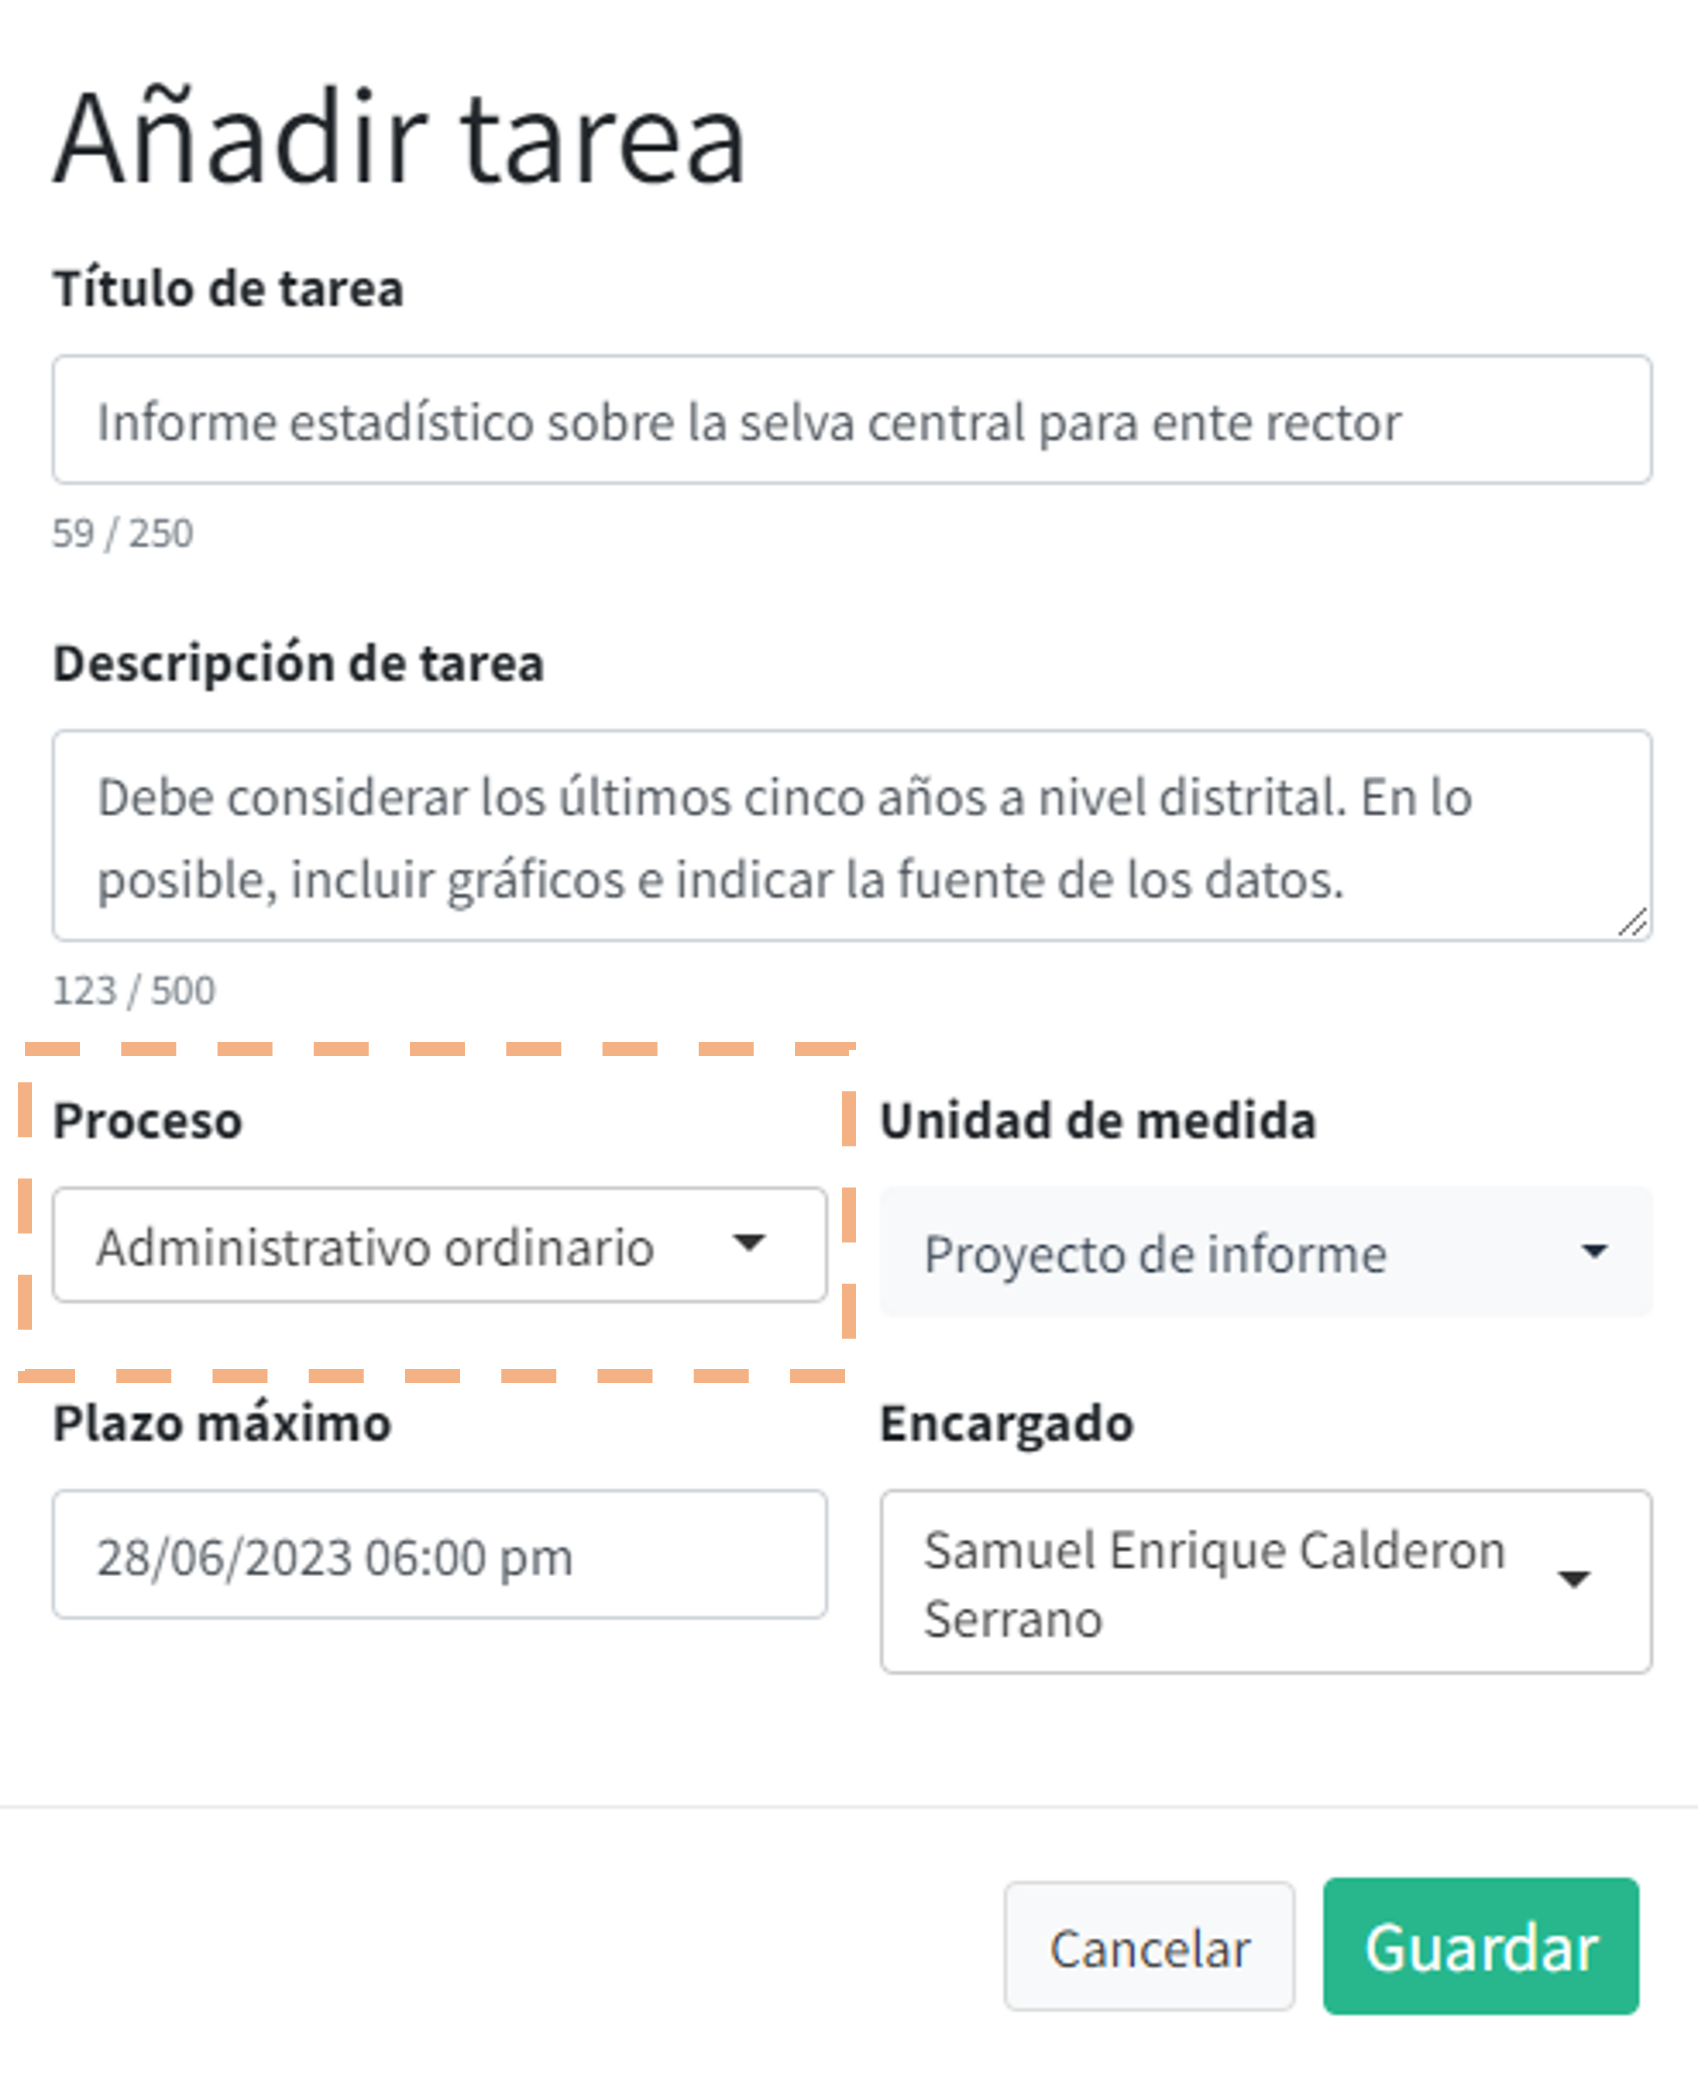 Añadir tarea
Título de tarea
Informe estadístico sobre la selva central para ente rector
59 / 250
Descripción de tarea
Debe considerar los últimos cinco años a nivel distrital. En lo
posible, incluir gráficos e indicar la fuente de los datos.
123 / 500
Proceso
Administrativo ordinario
Unidad de medida
Proyecto de informe
Plazo máximo
28/06/2023 06:00 pm
Encargado
Samuel Enrique Calderon
Serrano
Cancelar
Guardar